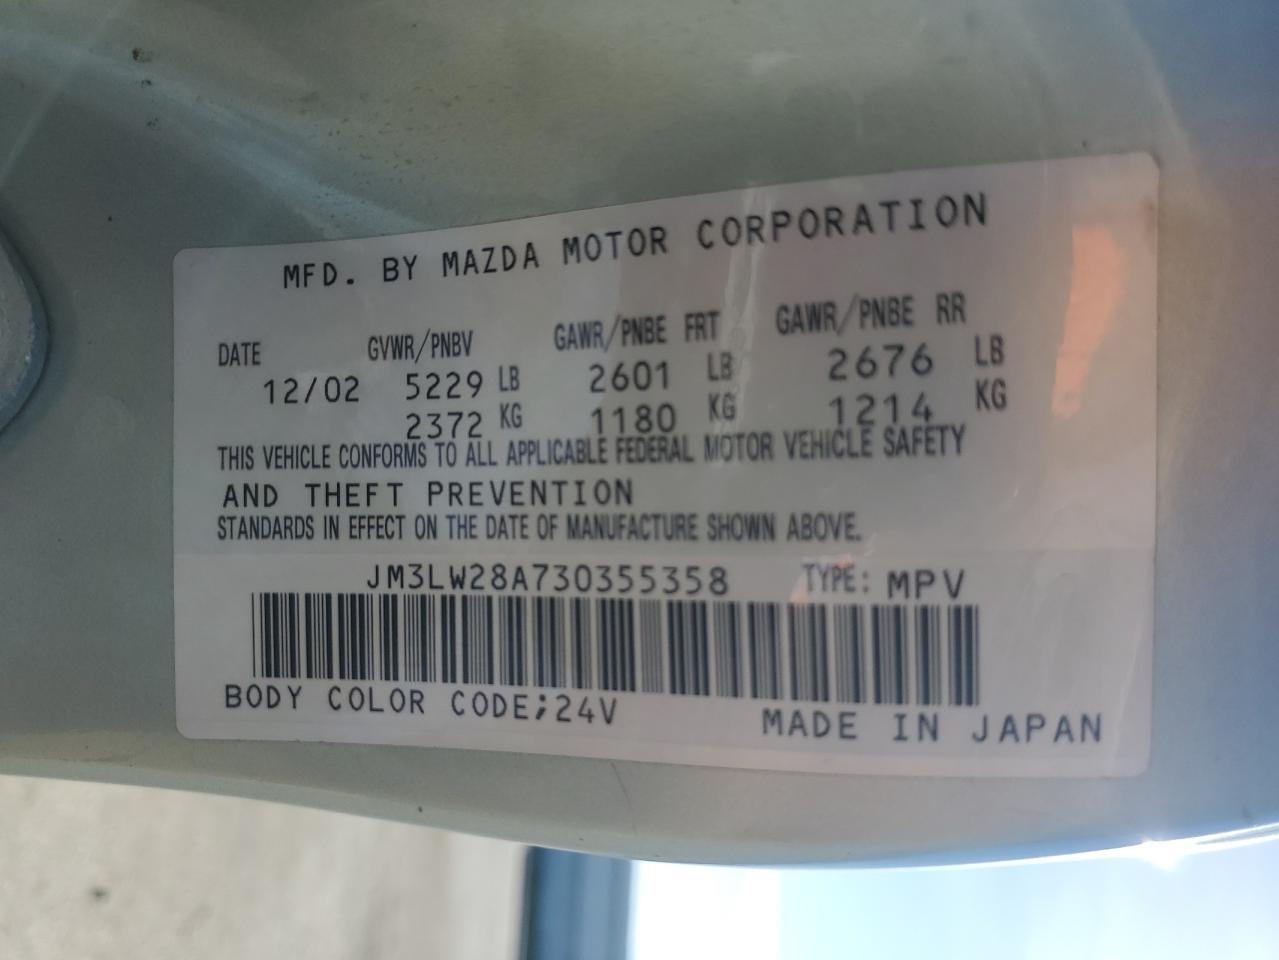 MFD. BY MAZDA MOTOR CORPORATION
DATE GVWR/PNBV GAWR/PNBE FRT GAWR/PNBE RR
12/02 5229 LB 2601 LB 2676 LB
2372 KG 1180 KG 1214 KG
THIS VEHICLE CONFORMS TO ALL APPLICABLE FEDERAL MOTOR VEHICLE SAFETY
AND THEFT PREVENTION
STANDARDS IN EFFECT ON THE DATE OF MANUFACTURE SHOWN ABOVE.
JM3LW28A730355358 TYPE: MPV
BODY COLOR CODE;24V MADE IN JAPAN